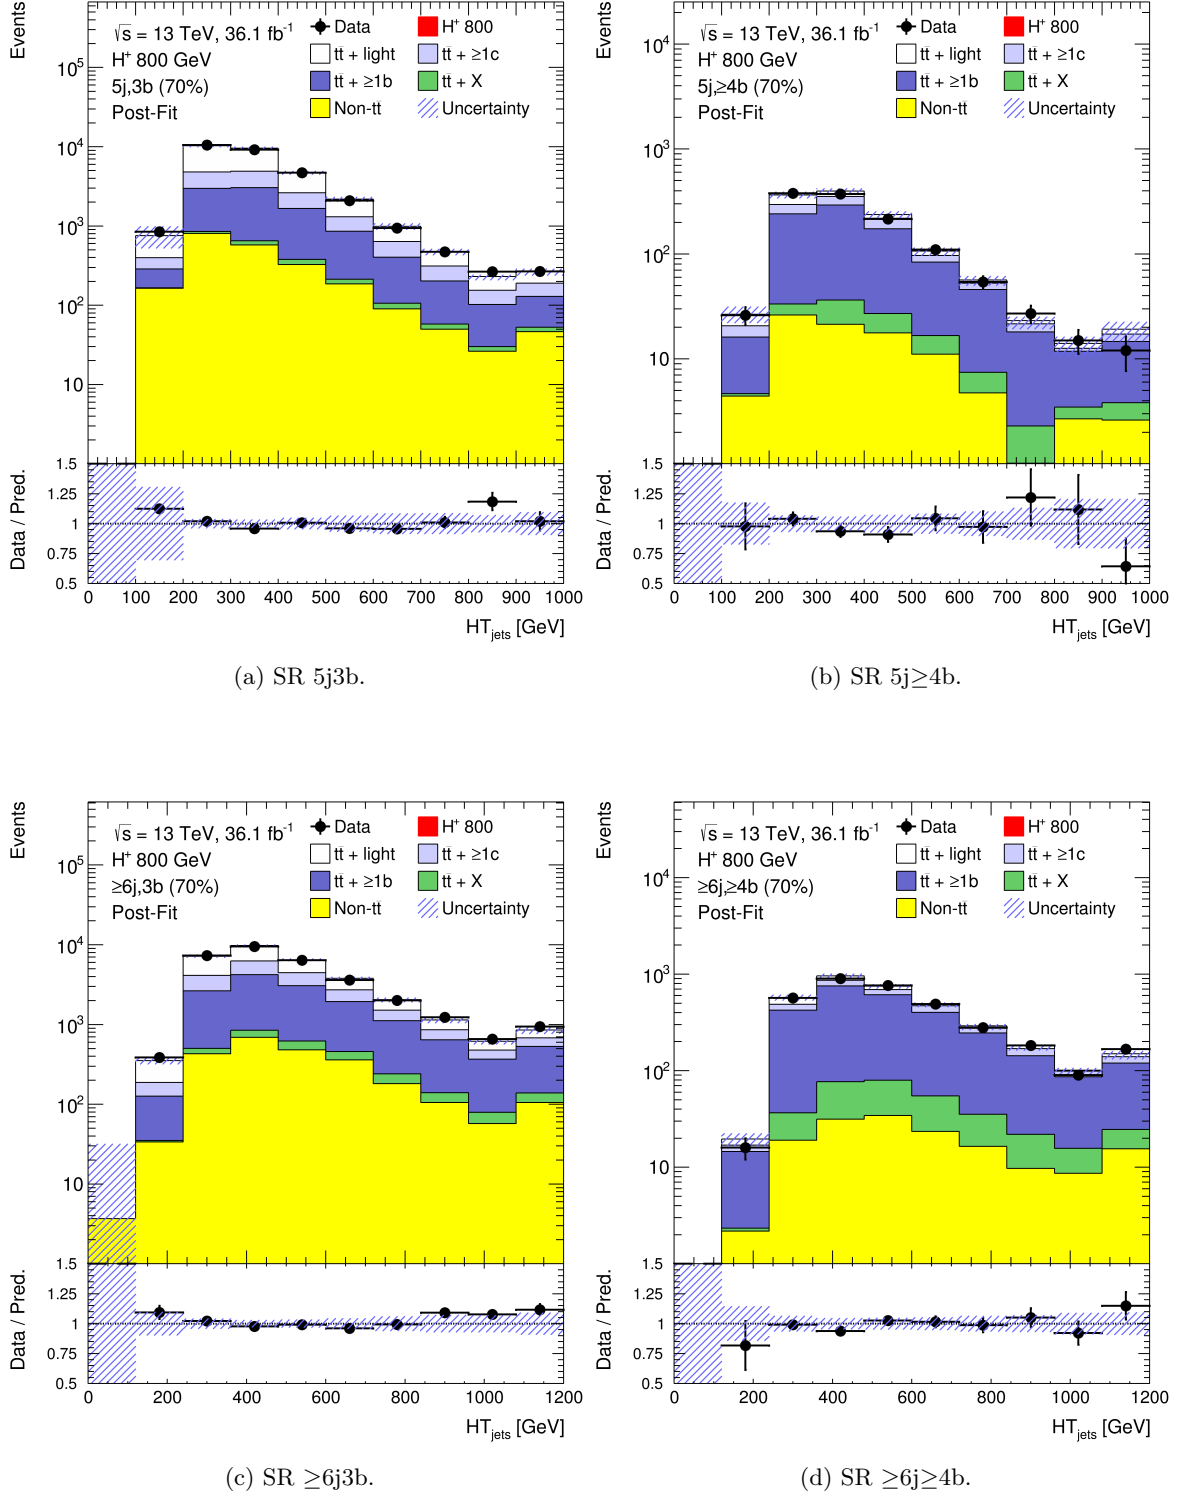 Events
√s = 13 TeV, 36.1 fb⁻¹
H⁺ 800 GeV
5j,3b (70%)
Post-Fit
Data
H⁺ 800
tt̄ + light
tt̄ + ≥1c
tt̄ + ≥1b
tt̄ + X
Non-tt̄
Uncertainty
10⁵
10⁴
10³
10²
10
Data / Pred.
1.5
1.25
1
0.75
0.5
0 100 200 300 400 500 600 700 800 900 1000
HT_jets [GeV]
(a) SR 5j3b.
Events
√s = 13 TeV, 36.1 fb⁻¹
H⁺ 800 GeV
5j,≥4b (70%)
Post-Fit
Data
H⁺ 800
tt̄ + light
tt̄ + ≥1c
tt̄ + ≥1b
tt̄ + X
Non-tt̄
Uncertainty
10⁴
10³
10²
10
Data / Pred.
1.5
1.25
1
0.75
0.5
0 100 200 300 400 500 600 700 800 900 1000
HT_jets [GeV]
(b) SR 5j≥4b.
Events
√s = 13 TeV, 36.1 fb⁻¹
H⁺ 800 GeV
≥6j,3b (70%)
Post-Fit
Data
H⁺ 800
tt̄ + light
tt̄ + ≥1c
tt̄ + ≥1b
tt̄ + X
Non-tt̄
Uncertainty
10⁵
10⁴
10³
10²
10
Data / Pred.
1.5
1.25
1
0.75
0.5
0 200 400 600 800 1000 1200
HT_jets [GeV]
(c) SR ≥6j3b.
Events
√s = 13 TeV, 36.1 fb⁻¹
H⁺ 800 GeV
≥6j,≥4b (70%)
Post-Fit
Data
H⁺ 800
tt̄ + light
tt̄ + ≥1c
tt̄ + ≥1b
tt̄ + X
Non-tt̄
Uncertainty
10⁴
10³
10²
10
Data / Pred.
1.5
1.25
1
0.75
0.5
0 200 400 600 800 1000 1200
HT_jets [GeV]
(d) SR ≥6j≥4b.